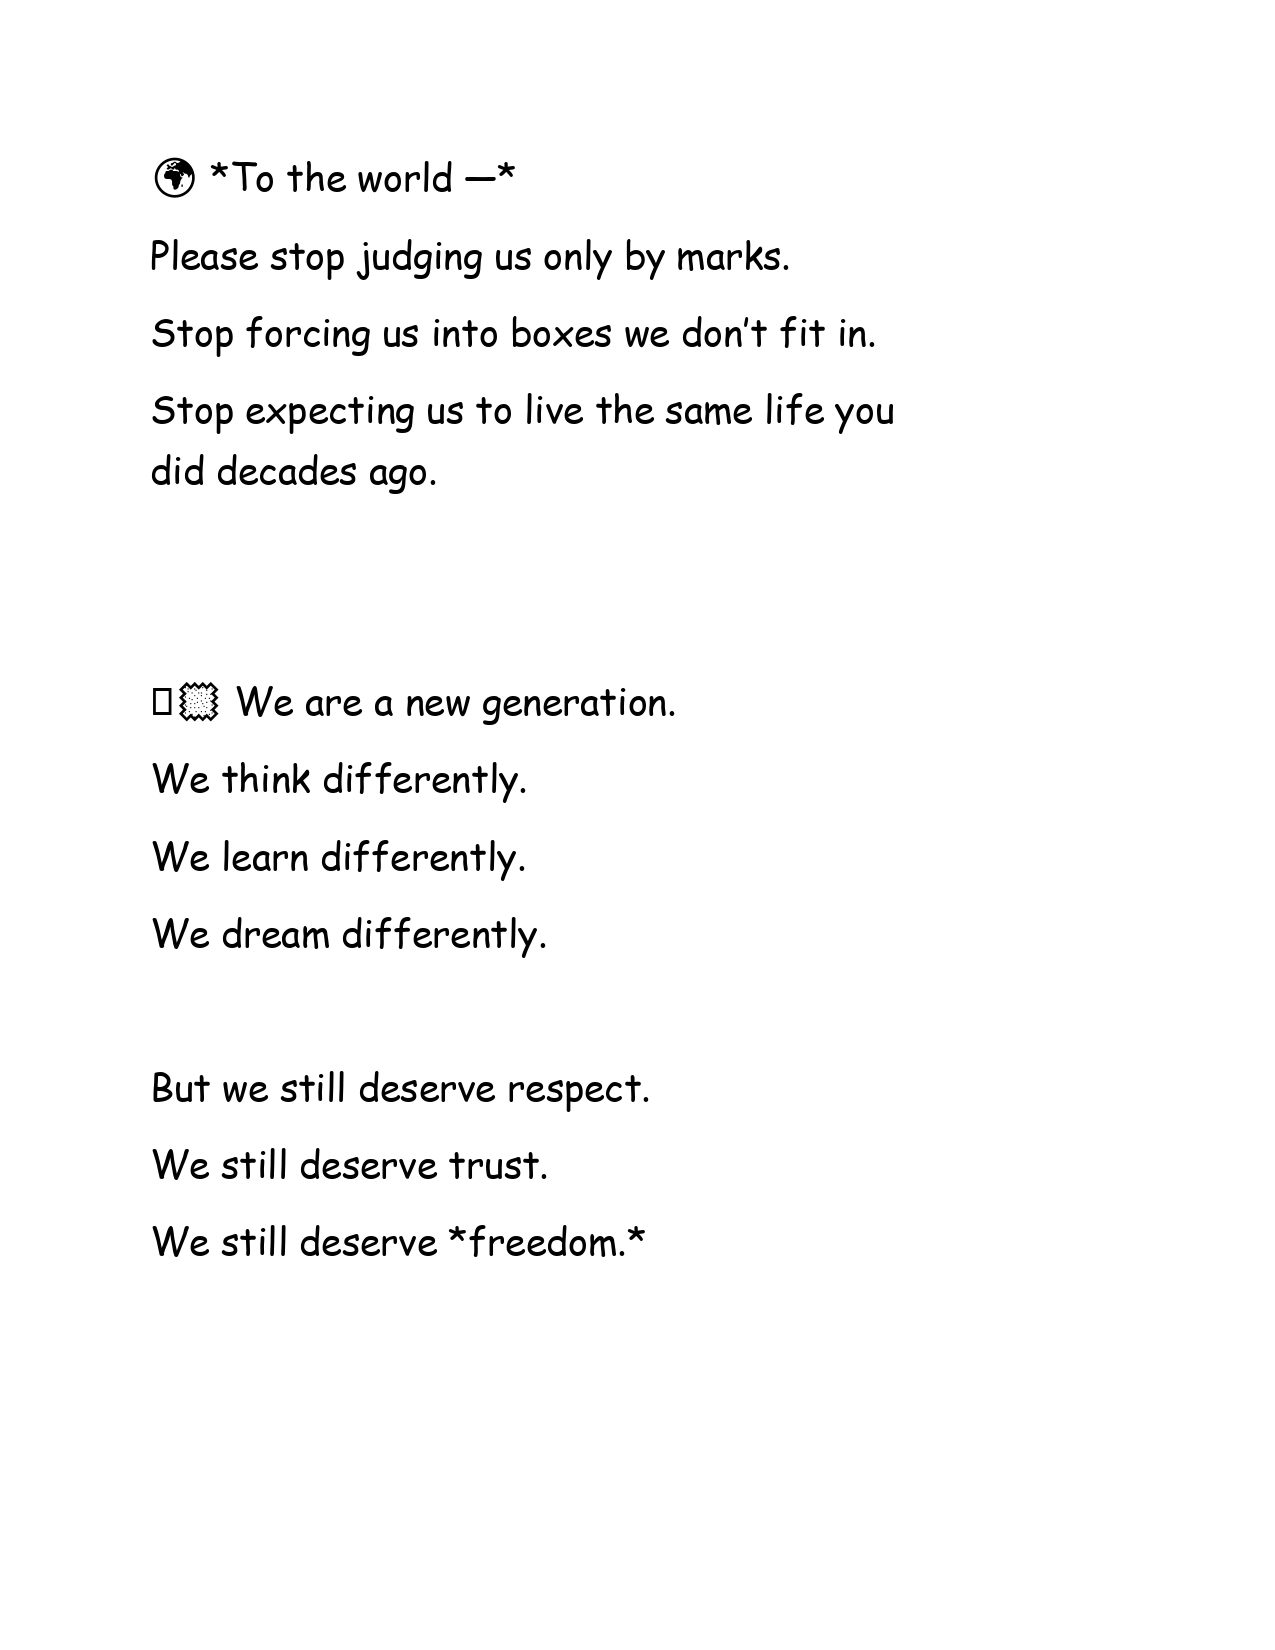 🌍 *To the world —*
Please stop judging us only by marks.
Stop forcing us into boxes we don’t fit in.
Stop expecting us to live the same life you
did decades ago.
We are a new generation.
We think differently.
We learn differently.
We dream differently.
But we still deserve respect.
We still deserve trust.
We still deserve *freedom.*